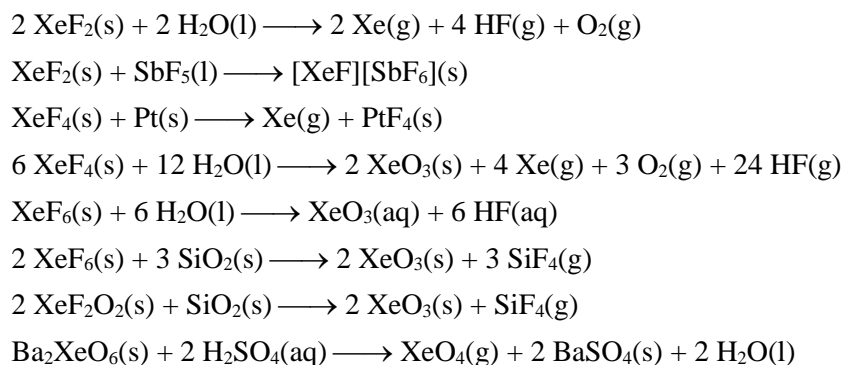 2 XeF₂(s) + 2 H₂O(l) ⟶ 2 Xe(g) + 4 HF(g) + O₂(g)
XeF₂(s) + SbF₅(l) ⟶ [XeF][SbF₆](s)
XeF₄(s) + Pt(s) ⟶ Xe(g) + PtF₄(s)
6 XeF₄(s) + 12 H₂O(l) ⟶ 2 XeO₃(s) + 4 Xe(g) + 3 O₂(g) + 24 HF(g)
XeF₆(s) + 6 H₂O(l) ⟶ XeO₃(aq) + 6 HF(aq)
2 XeF₆(s) + 3 SiO₂(s) ⟶ 2 XeO₃(s) + 3 SiF₄(g)
2 XeF₂O₂(s) + SiO₂(s) ⟶ 2 XeO₃(s) + SiF₄(g)
Ba₂XeO₆(s) + 2 H₂SO₄(aq) ⟶ XeO₄(g) + 2 BaSO₄(s) + 2 H₂O(l)